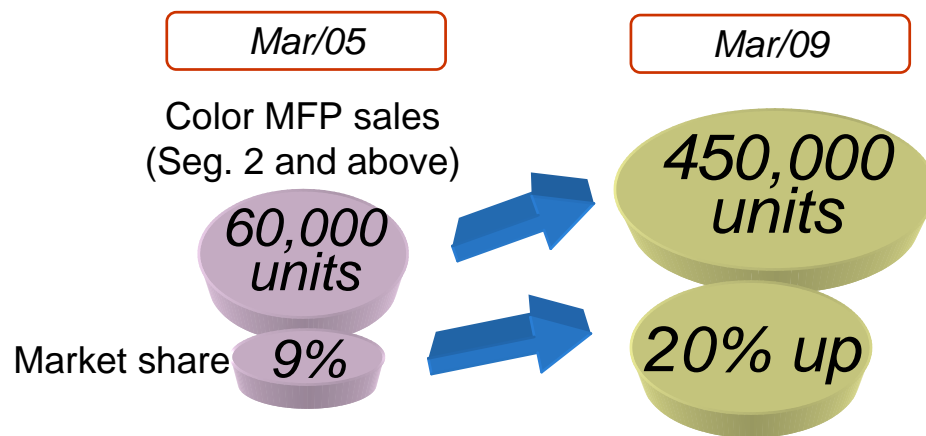 Mar/05
Mar/09
Color MFP sales
(Seg. 2 and above)
60,000
units
450,000
units
Market share
9%
20% up